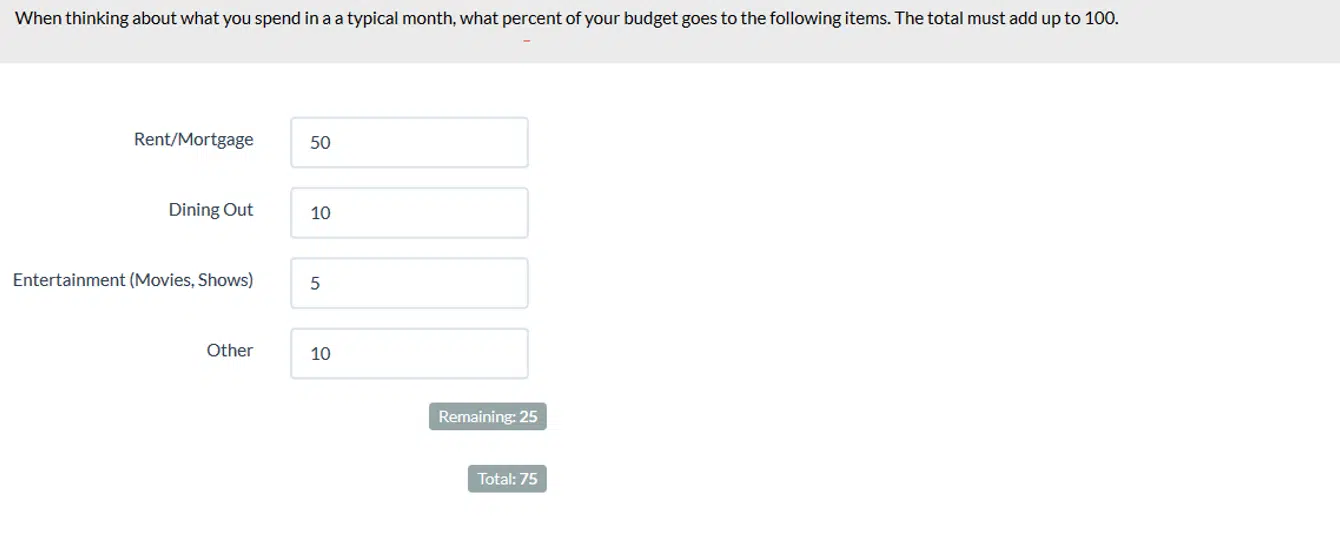 When thinking about what you spend in a a typical month, what percent of your budget goes to the following items. The total must add up to 100.
Rent/Mortgage 50
Dining Out 10
Entertainment (Movies, Shows) 5
Other 10
Remaining: 25
Total: 75